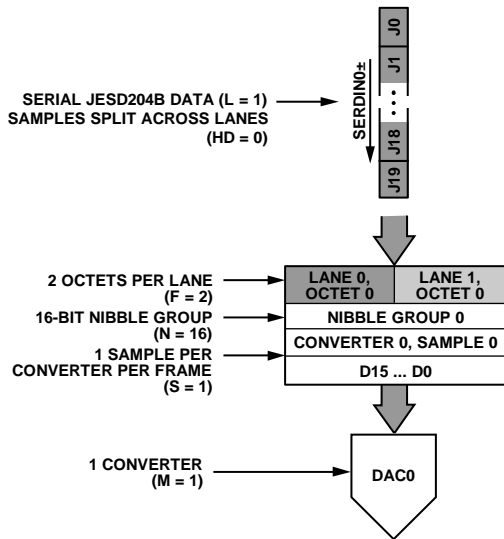 J0
J1
J18
J19
SERDIN0±
SERIAL JESD204B DATA (L = 1)
SAMPLES SPLIT ACROSS LANES
(HD = 0)
2 OCTETS PER LANE
(F = 2)
LANE 0,
OCTET 0
LANE 1,
OCTET 0
16-BIT NIBBLE GROUP
(N = 16)
NIBBLE GROUP 0
1 SAMPLE PER
CONVERTER PER FRAME
(S = 1)
CONVERTER 0, SAMPLE 0
D15 ... D0
1 CONVERTER
(M = 1)
DAC0